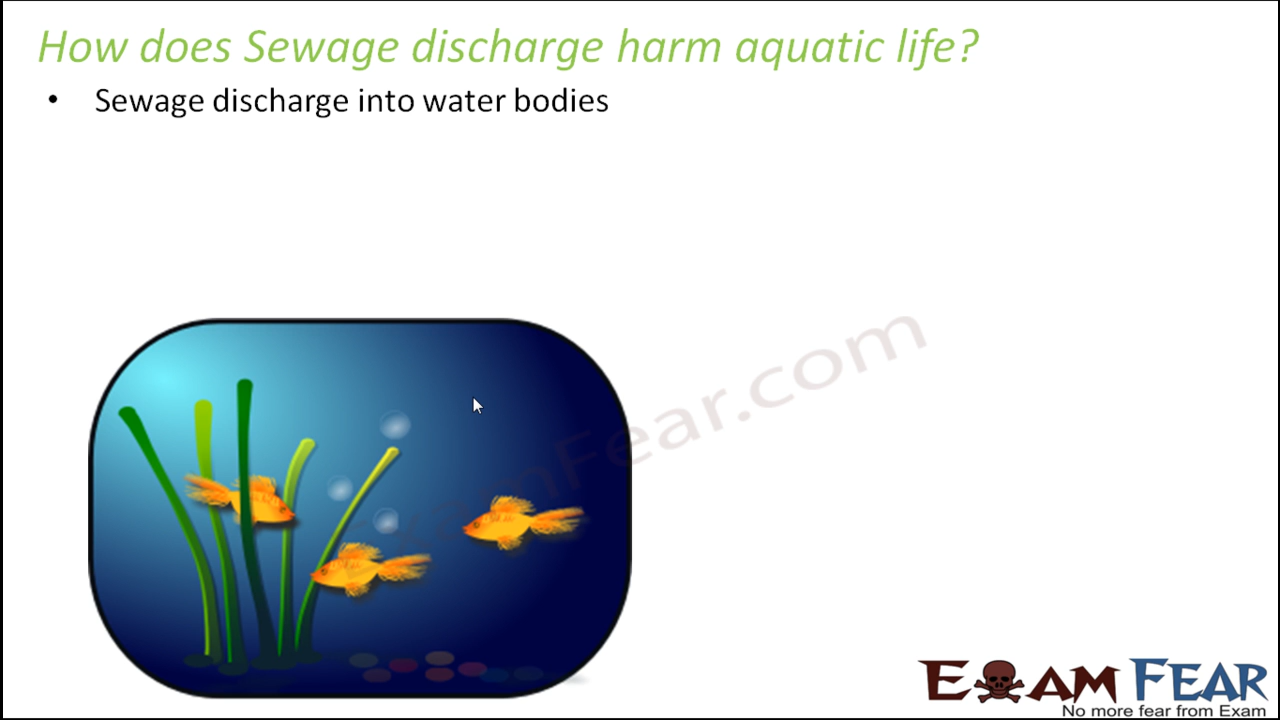 How does Sewage discharge harm aquatic life?
• Sewage discharge into water bodies
ExamFear.com
EXAM FEAR
No more fear from Exam